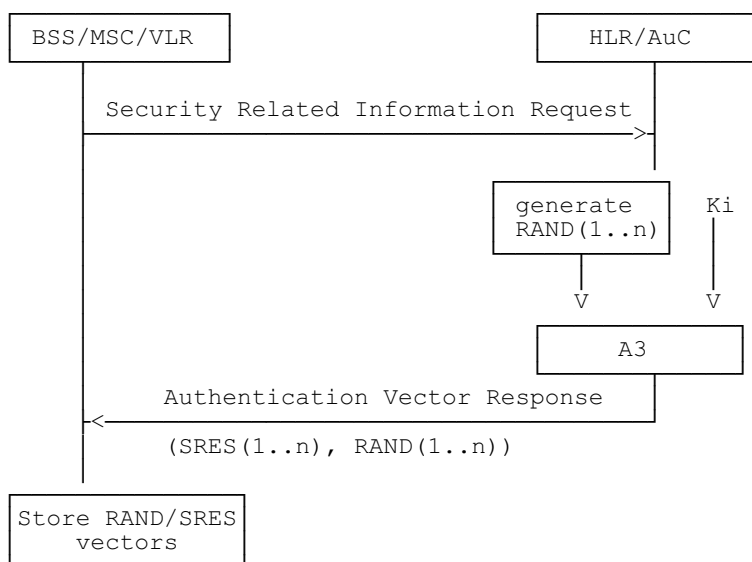 BSS/MSC/VLR
HLR/AuC
Security Related Information Request
generate
RAND(1..n)
Ki
V
V
A3
Authentication Vector Response
(SRES(1..n), RAND(1..n))
Store RAND/SRES
vectors